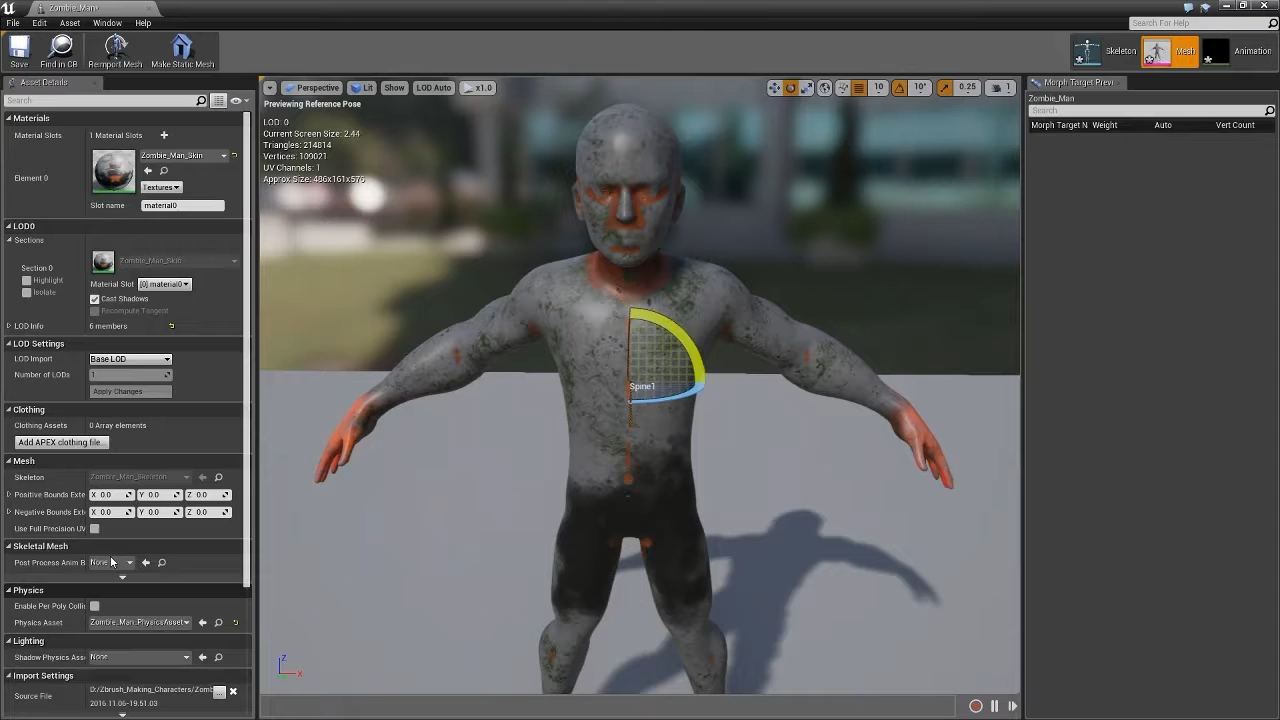 Zombie_Man*
File Edit Asset Window Help
Search For Help
Save Find in CB Reimport Mesh Make Static Mesh
Skeleton Mesh Animation
Asset Details
Search
Materials
Material Slots 1 Material Slots
Element 0
Zombie_Man_Skin
Textures
Slot name material0
LOD0
Sections
Section 0
Zombie_Man_Skin
Highlight
Isolate
Material Slot [0] material0
Cast Shadows
Recompute Tangent
LOD Info 6 members
LOD Settings
LOD Import Base LOD
Number of LODs 1
Apply Changes
Clothing
Clothing Assets 0 Array elements
Add APEX clothing file...
Mesh
Skeleton Zombie_Man_Skeleton
Positive Bounds Exte X 0.0 Y 0.0 Z 0.0
Negative Bounds Ext X 0.0 Y 0.0 Z 0.0
Use Full Precision UV
Skeletal Mesh
Post Process Anim B None
Physics
Enable Per Poly Collis
Physics Asset Zombie_Man_PhysicsAsset
Lighting
Shadow Physics Ass None
Import Settings
Source File D:/Zbrush_Making_Characters/Zomb ...
2016.11.06-19.51.03
Perspective Lit Show LOD Auto x1.0
10 10° 0.25 1
Previewing Reference Pose
LOD: 0
Current Screen Size: 2.44
Triangles: 214814
Vertices: 109021
UV Channels: 1
Approx Size: 486x161x576
Spine1
Z
X
Morph Target Previ
Zombie_Man
Search
Morph Target N Weight Auto Vert Count